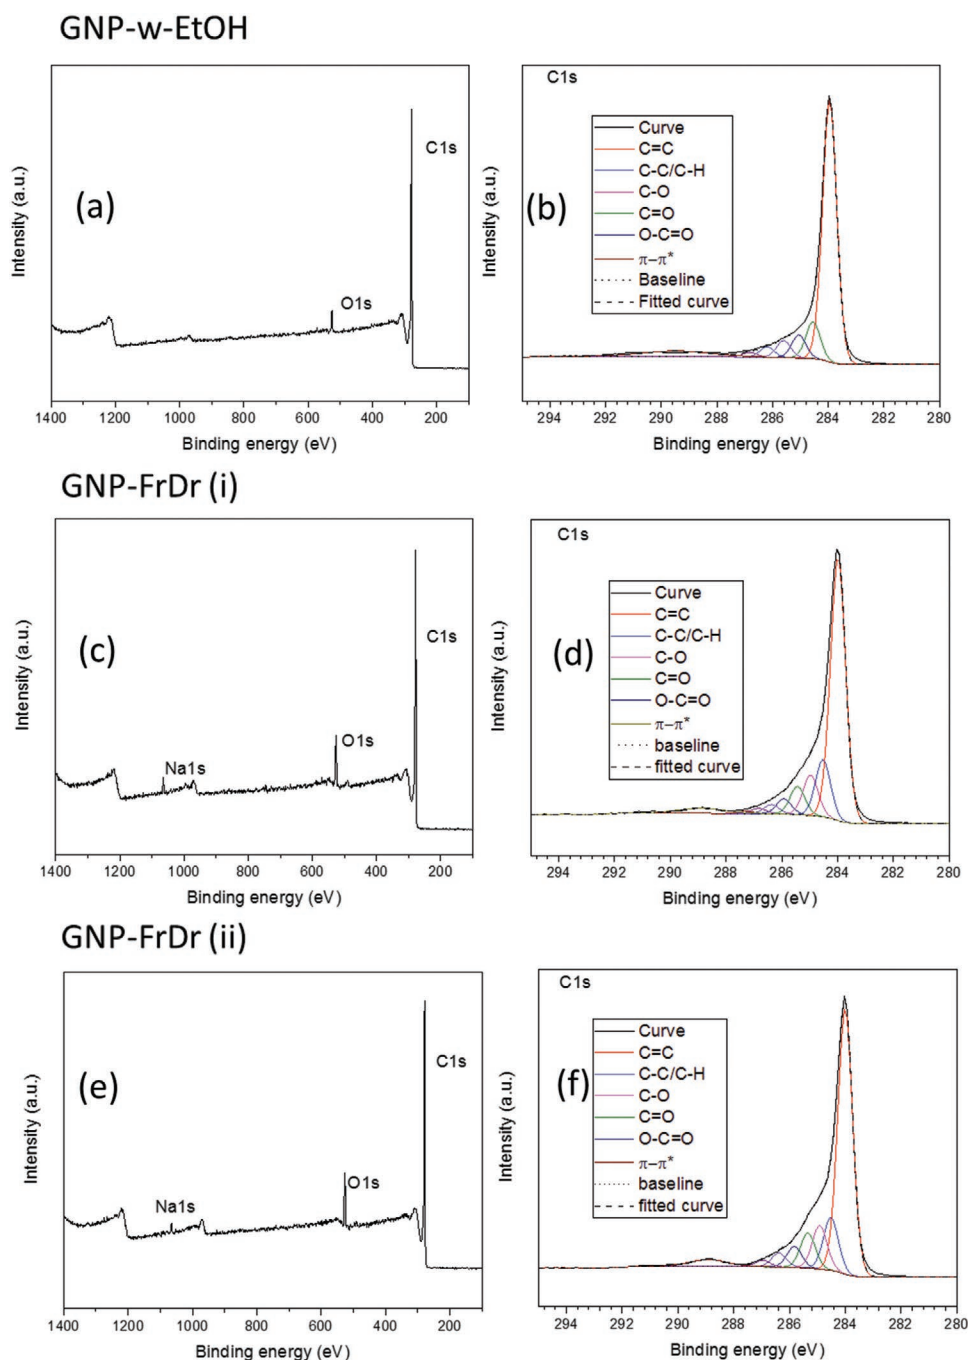 GNP-w-EtOH
Intensity (a.u.)
(a)
C1s
O1s
1400 1200 1000 800 600 400 200
Binding energy (eV)
Intensity (a.u.)
C1s
Curve
C=C
C-C/C-H
C-O
C=O
O-C=O
π–π*
Baseline
Fitted curve
(b)
294 292 290 288 286 284 282 280
Binding energy (eV)
GNP-FrDr (i)
Intensity (a.u.)
(c)
C1s
O1s
Na1s
1400 1200 1000 800 600 400 200
Binding energy (eV)
Intensity (a.u.)
C1s
Curve
C=C
C-C/C-H
C-O
C=O
O-C=O
π–π*
baseline
fitted curve
(d)
294 292 290 288 286 284 282 280
Binding energy (eV)
GNP-FrDr (ii)
Intensity (a.u.)
(e)
C1s
O1s
Na1s
1400 1200 1000 800 600 400 200
Binding energy (eV)
Intensity (a.u.)
C1s
Curve
C=C
C-C/C-H
C-O
C=O
O-C=O
π–π*
baseline
fitted curve
(f)
294 292 290 288 286 284 282 280
Binding energy (eV)